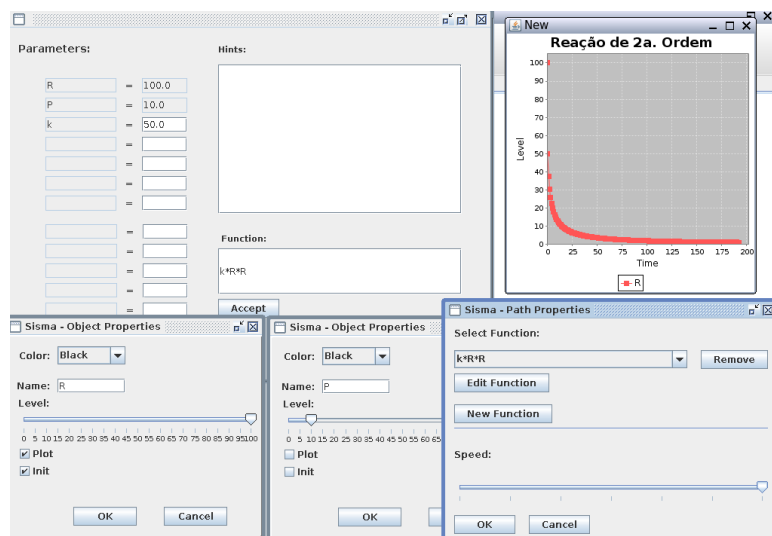 Parameters:
R = 100.0
P = 10.0
k = 50.0
=
=
=
=
=
=
=
=
=
Hints:
Function:
k*R*R
Accept
New
Reação de 2a. Ordem
Level
100
90
80
70
60
50
40
30
20
10
0
0 25 50 75 100 125 150 175 200
Time
R
Sisma - Object Properties
Color: Black
Name: R
Level:
0 5 10 15 20 25 30 35 40 45 50 55 60 65 70 75 80 85 90 95100
Plot
Init
OK Cancel
Sisma - Object Properties
Color: Black
Name: P
Level:
0 5 10 15 20 25 30 35 40 45 50 55 60 65
Plot
Init
OK
Sisma - Path Properties
Select Function:
k*R*R Remove
Edit Function
New Function
Speed:
OK Cancel